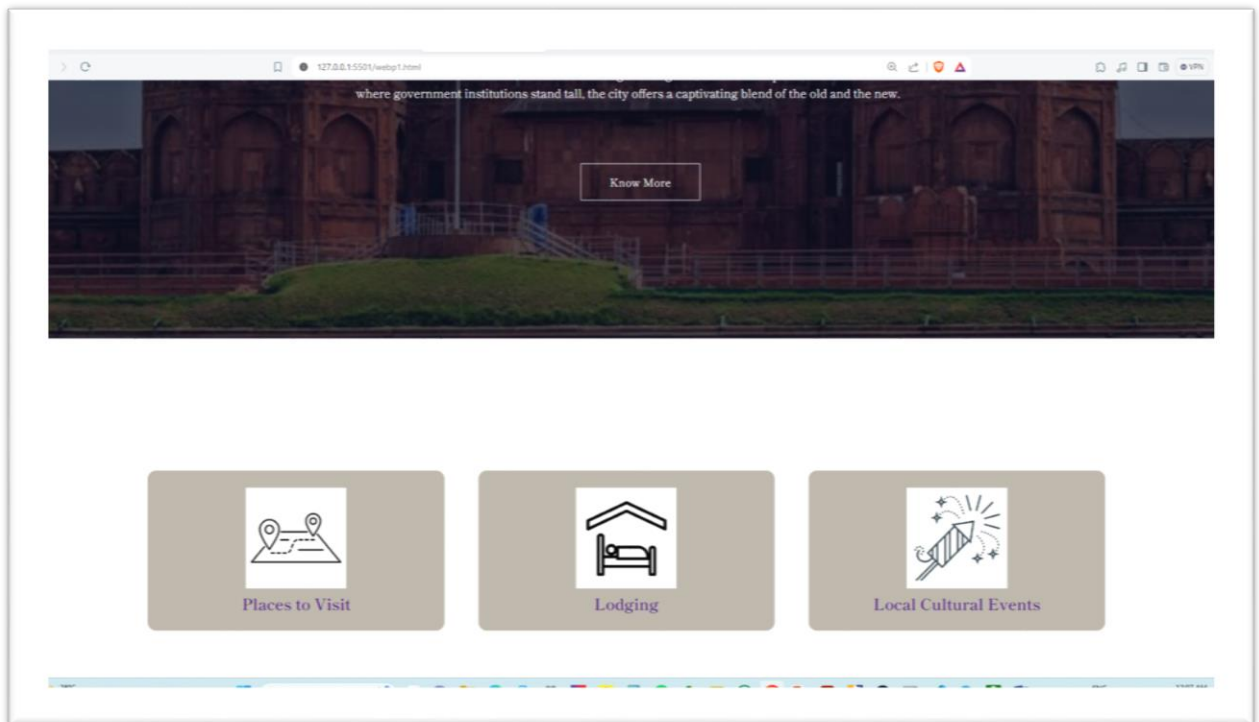 127.0.0.1:5501/webp1.html
VPN
where government institutions stand tall, the city offers a captivating blend of the old and the new.
Know More
Places to Visit
Lodging
Local Cultural Events